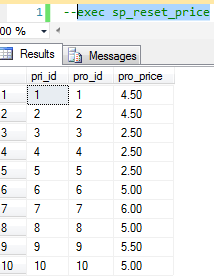 1 --exec sp_reset_price
00 %
Results Messages
pri_id pro_id pro_price
1 1 1 4.50
2 2 2 4.50
3 3 3 2.50
4 4 4 2.50
5 5 5 2.50
6 6 6 5.00
7 7 7 6.00
8 8 8 5.00
9 9 9 5.50
10 10 10 5.00